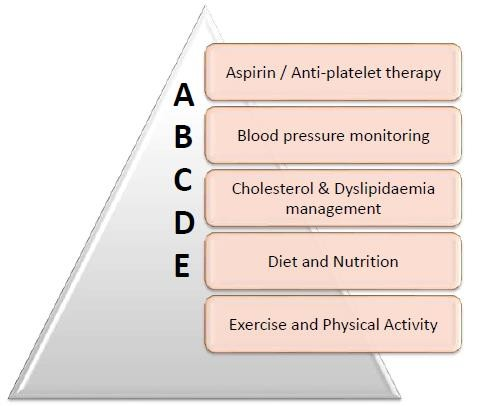 A
Aspirin / Anti-platelet therapy
B
Blood pressure monitoring
C
Cholesterol & Dyslipidaemia
management
D
Diet and Nutrition
E
Exercise and Physical Activity